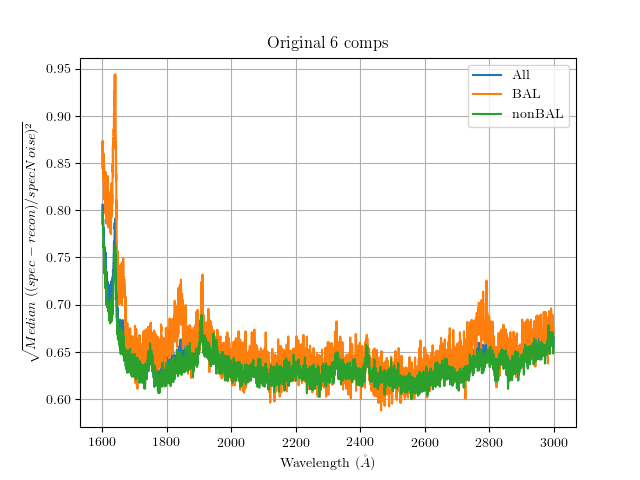 Original 6 comps
0.95
0.90
0.85
0.80
0.75
0.70
0.65
0.60
√Median ((spec − recon)/specNoise)²
All
BAL
nonBAL
1600 1800 2000 2200 2400 2600 2800 3000
Wavelength (Å)